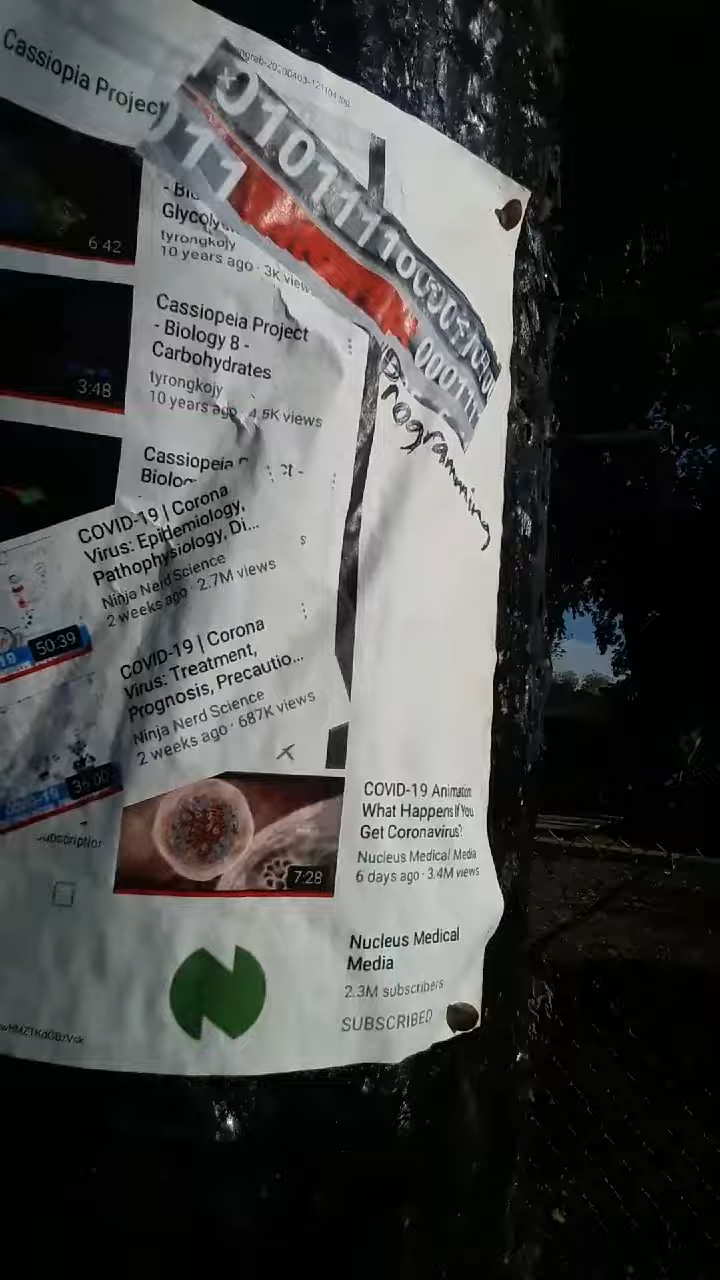 Cassiopia Project
010111100
11
000111
Programming
6 42
Glycolys
tyrongkojy
10 years ago · 3K view
3:48
Cassiopeia Project
- Biology 8 -
Carbohydrates
tyrongkojy
10 years ago · 4.5K views
Cassiopeia
COVID-19 | Corona
Virus: Epidemiology,
Pathophysiology, Di...
Ninja Nerd Science
2 weeks ago · 2.7M views
50:39
COVID-19 | Corona
Virus: Treatment,
Prognosis, Precautio...
Ninja Nerd Science
2 weeks ago · 687K views
7:28
COVID-19 Animation:
What Happens If You
Get Coronavirus?
Nucleus Medical Media
6 days ago · 3.4M views
Nucleus Medical
Media
2.3M subscribers
SUBSCRIBED